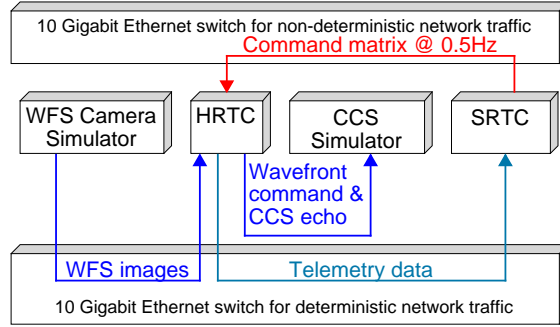 10 Gigabit Ethernet switch for non-deterministic network traffic
Command matrix @ 0.5Hz
WFS Camera
Simulator
HRTC
CCS
Simulator
SRTC
Wavefront
command &
CCS echo
WFS images
Telemetry data
10 Gigabit Ethernet switch for deterministic network traffic